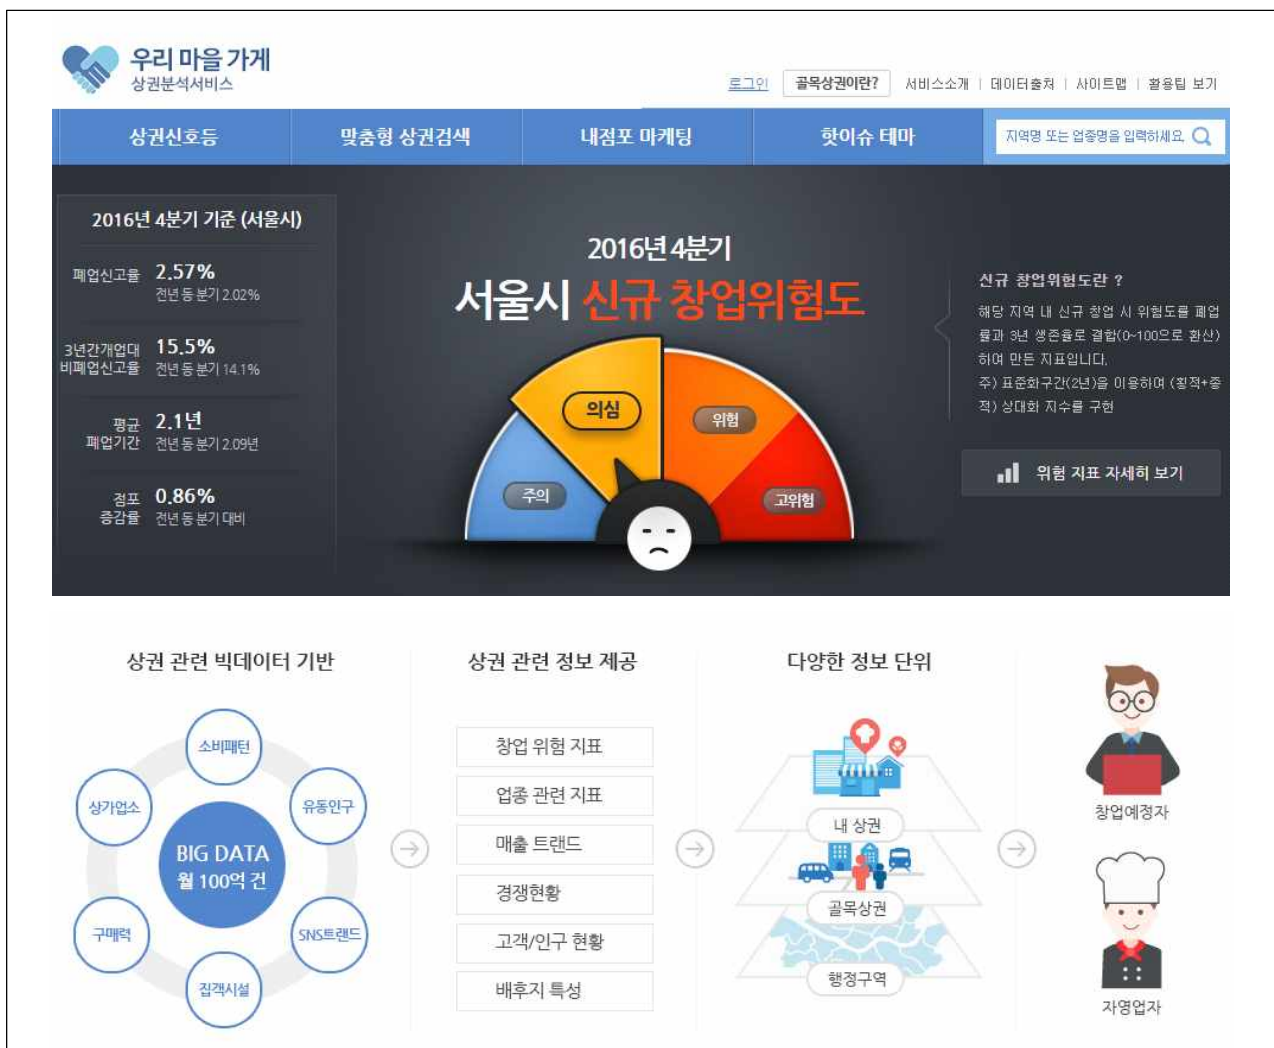 우리 마을 가게
상권분석서비스
로그인 골목상권이란? 서비스소개 | 데이터출처 | 사이트맵 | 활용팁 보기
상권신호등 맞춤형 상권검색 내점포 마케팅 핫이슈 테마 지역명 또는 업종명을 입력하세요.
2016년 4분기 기준 (서울시)
폐업신고율 2.57%
전년 동 분기 2.02%
3년간개업대
비폐업신고율
15.5%
전년 동 분기 14.1%
평균
폐업기간
2.1년
전년 동 분기 2.09년
점포
증감률
0.86%
전년 동 분기 대비
2016년 4분기
서울시 신규 창업위험도
주의
의심
위험
고위험
신규 창업위험도란 ?
해당 지역 내 신규 창업 시 위험도를 폐업
률과 3년 생존율로 결합(0~100으로 환산)
하여 만든 지표입니다.
주) 표준화구간(2년)을 이용하여 (횡적+종
적) 상대화 지수를 구현
위험 지표 자세히 보기
상권 관련 빅데이터 기반
소비패턴
상가업소
유동인구
BIG DATA
월 100억 건
구매력
SNS트랜드
집객시설
상권 관련 정보 제공
창업 위험 지표
업종 관련 지표
매출 트랜드
경쟁현황
고객/인구 현황
배후지 특성
다양한 정보 단위
내 상권
골목상권
행정구역
창업예정자
자영업자